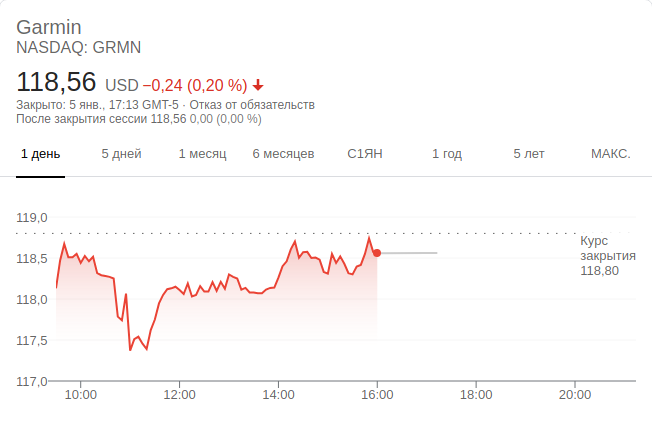 Garmin
NASDAQ: GRMN
118,56 USD −0,24 (0,20 %)
Закрыто: 5 янв., 17:13 GMT-5 · Отказ от обязательств
После закрытия сессии 118,56 0,00 (0,00 %)
1 день 5 дней 1 месяц 6 месяцев С1ЯН 1 год 5 лет МАКС.
119,0
Курс
закрытия
118,80
118,5
118,0
117,5
117,0
10:00 12:00 14:00 16:00 18:00 20:00